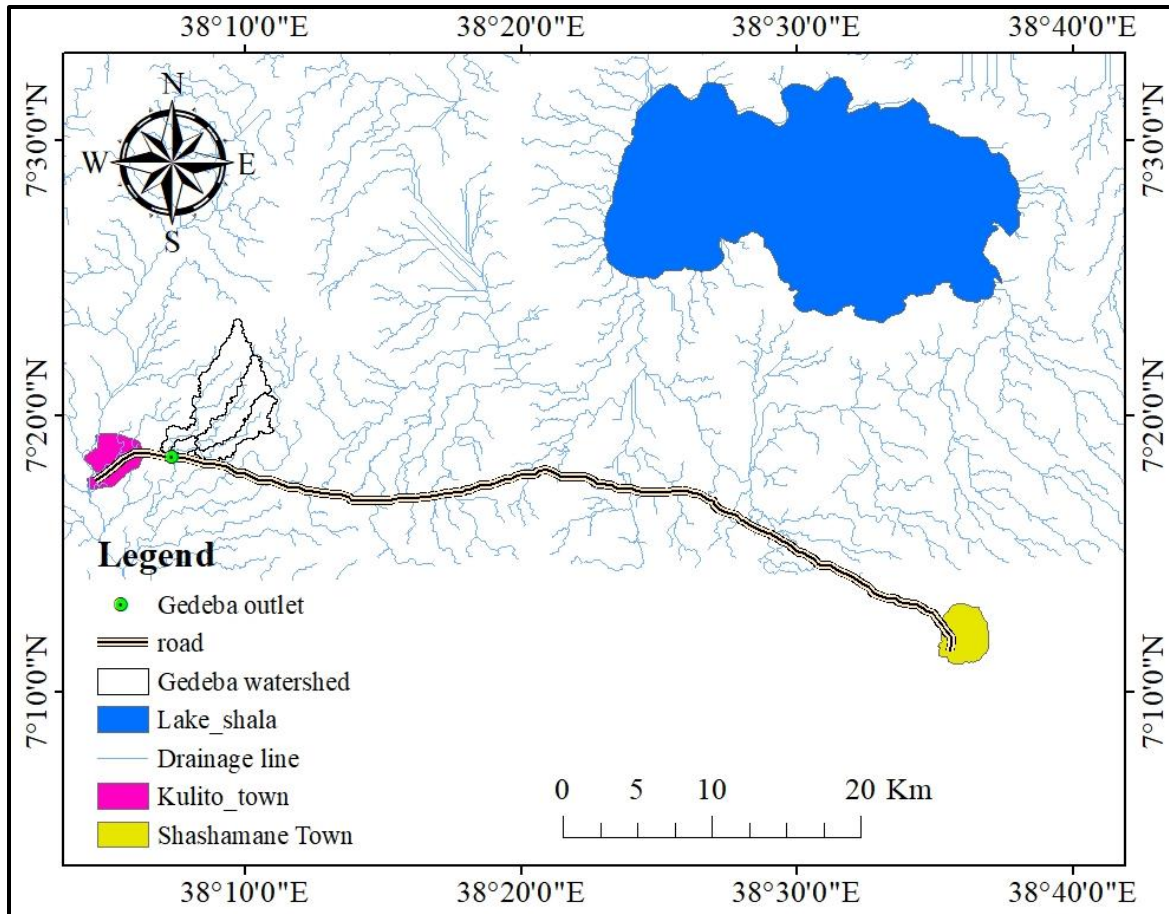 38°10'0"E 38°20'0"E 38°30'0"E 38°40'0"E
N
W E
S
7°30'0"N 7°30'0"N
7°20'0"N 7°20'0"N
7°10'0"N 7°10'0"N
Legend
Gedeba outlet
road
Gedeba watershed
Lake_shala
Drainage line
Kulito_town
Shashamane Town
0 5 10 20 Km
38°10'0"E 38°20'0"E 38°30'0"E 38°40'0"E